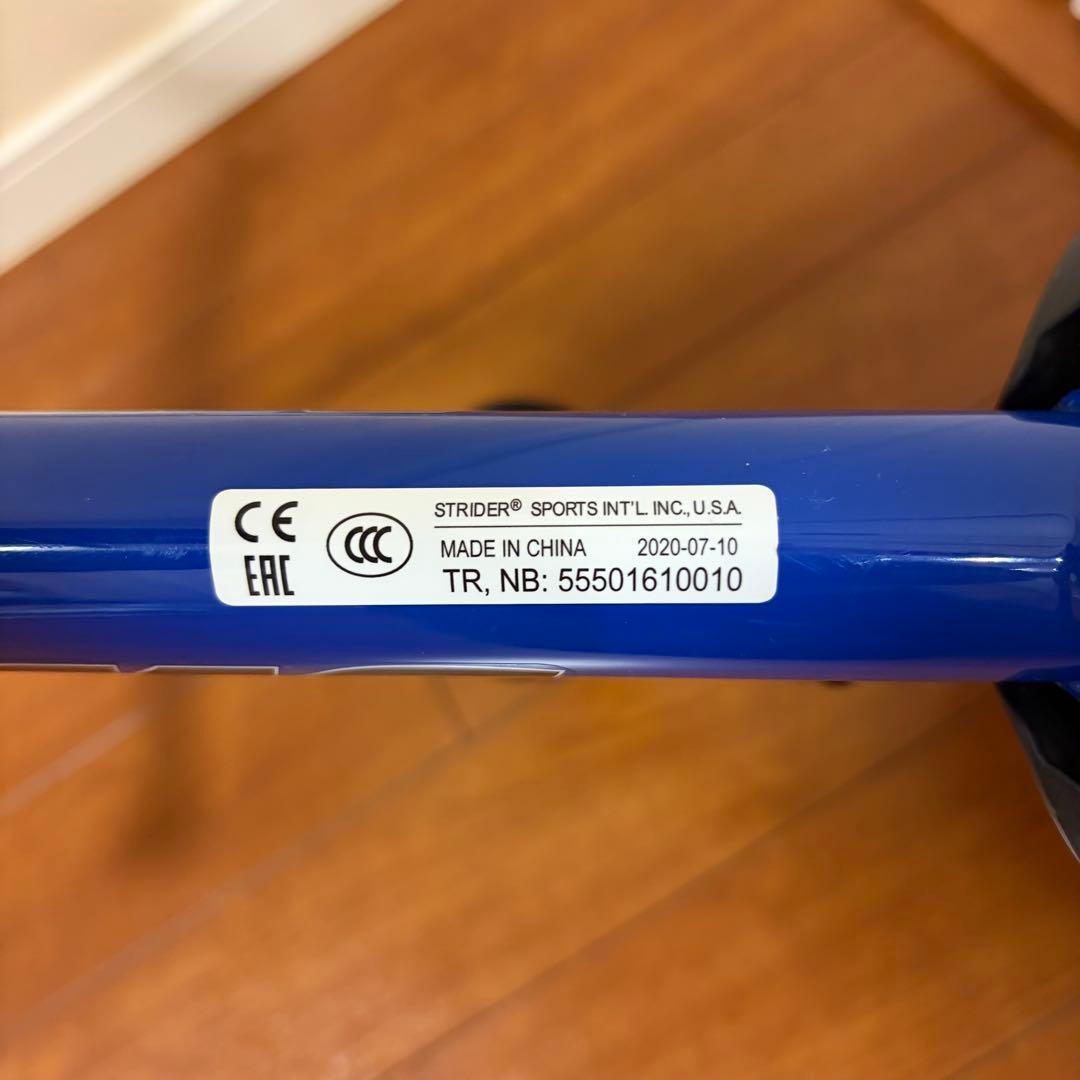 CE
EAC
CCC
STRIDER® SPORTS INT'L. INC., U.S.A.
MADE IN CHINA 2020-07-10
TR, NB: 55501610010